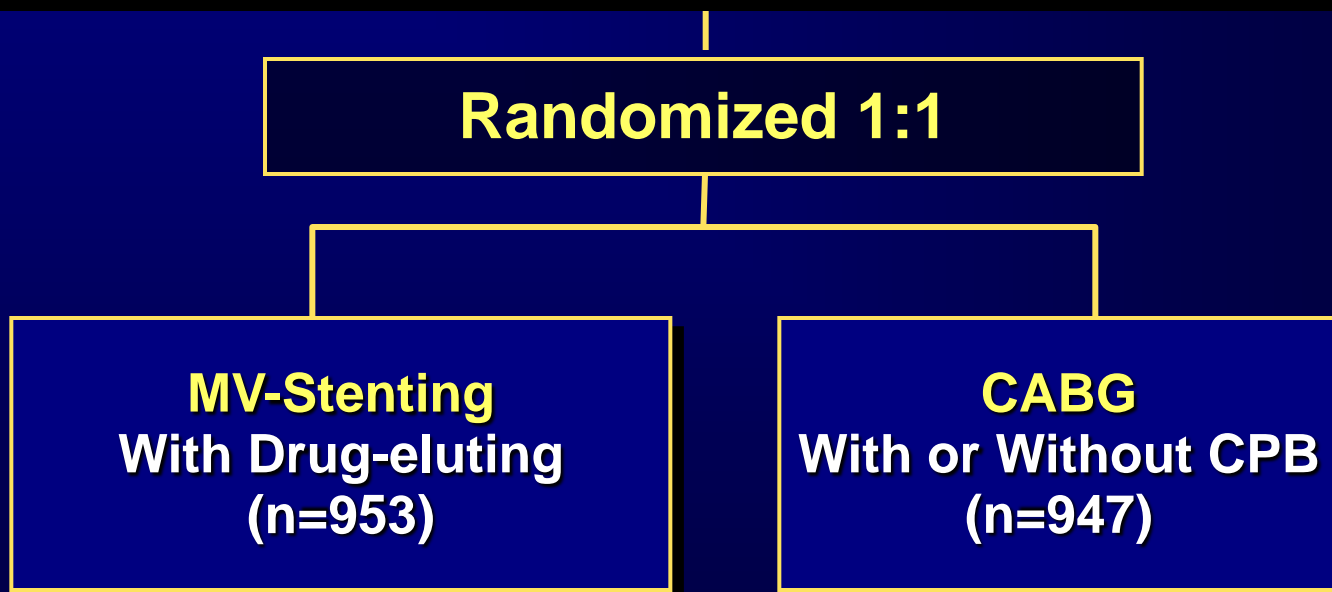 Randomized 1:1
MV-Stenting
With Drug-eluting
(n=953)
CABG
With or Without CPB
(n=947)